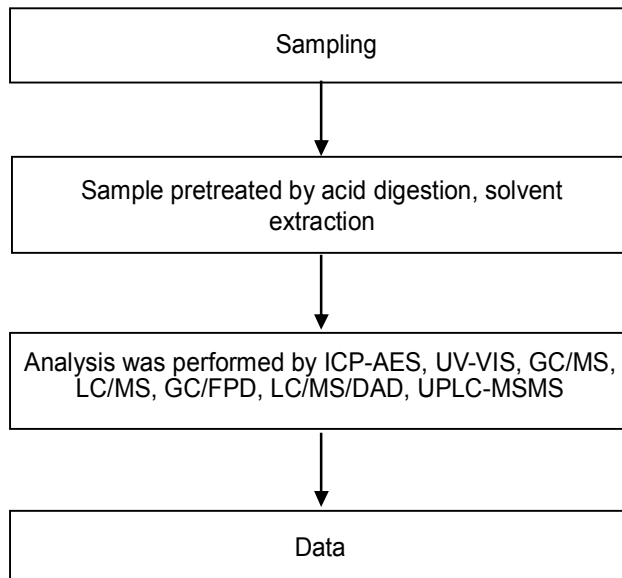 Sampling
Sample pretreated by acid digestion, solvent
extraction
Analysis was performed by ICP-AES, UV-VIS, GC/MS,
LC/MS, GC/FPD, LC/MS/DAD, UPLC-MSMS
Data